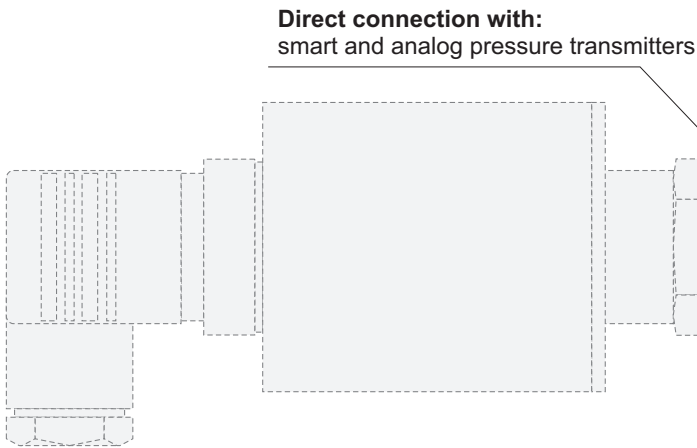 Direct connection with:
smart and analog pressure transmitters